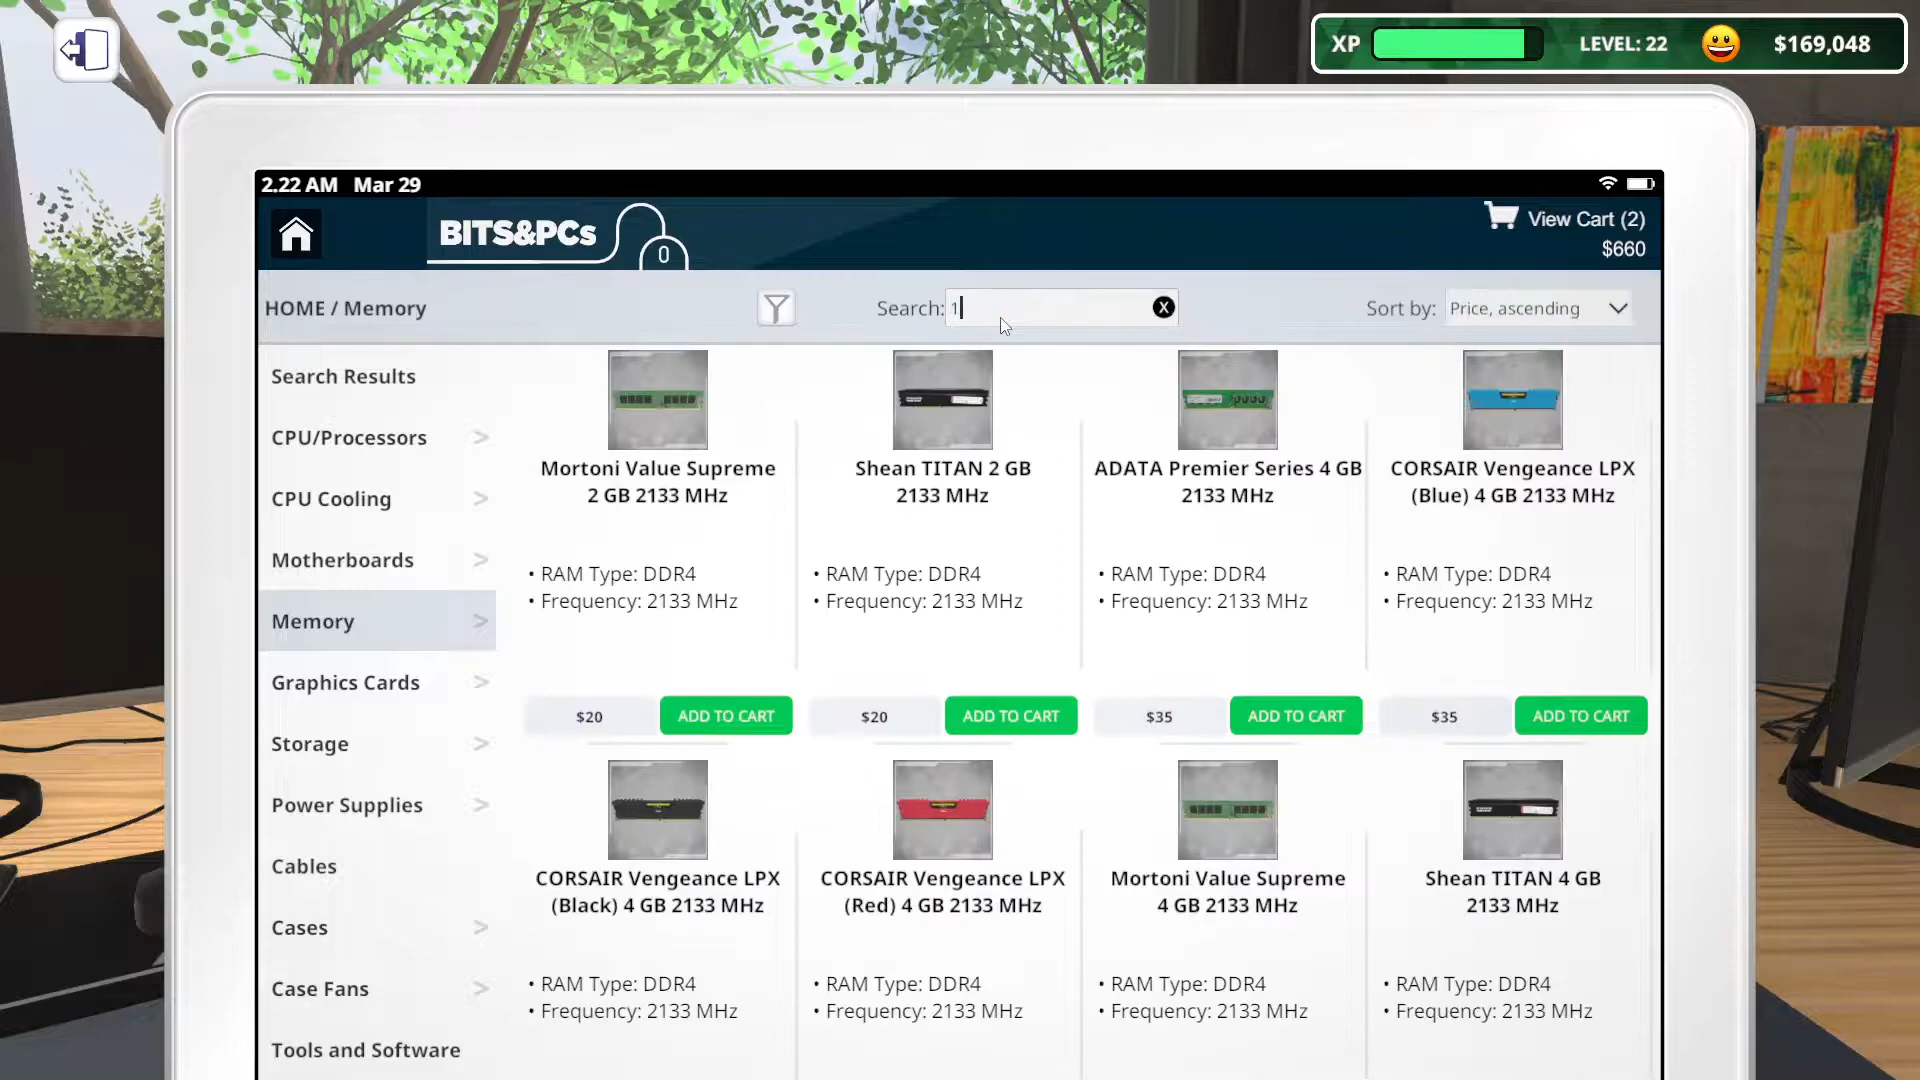 XP
LEVEL: 22
$169,048
2.22 AM Mar 29
BITS&PCs
0
View Cart (2)
$660
HOME / Memory
Search: 1
X
Sort by: Price, ascending
Search Results
CPU/Processors >
CPU Cooling >
Motherboards >
Memory >
Graphics Cards >
Storage >
Power Supplies >
Cables
Cases >
Case Fans >
Tools and Software
Mortoni Value Supreme
2 GB 2133 MHz
• RAM Type: DDR4
• Frequency: 2133 MHz
$20 ADD TO CART
Shean TITAN 2 GB
2133 MHz
• RAM Type: DDR4
• Frequency: 2133 MHz
$20 ADD TO CART
ADATA Premier Series 4 GB
2133 MHz
• RAM Type: DDR4
• Frequency: 2133 MHz
$35 ADD TO CART
CORSAIR Vengeance LPX
(Blue) 4 GB 2133 MHz
• RAM Type: DDR4
• Frequency: 2133 MHz
$35 ADD TO CART
CORSAIR Vengeance LPX
(Black) 4 GB 2133 MHz
• RAM Type: DDR4
• Frequency: 2133 MHz
CORSAIR Vengeance LPX
(Red) 4 GB 2133 MHz
• RAM Type: DDR4
• Frequency: 2133 MHz
Mortoni Value Supreme
4 GB 2133 MHz
• RAM Type: DDR4
• Frequency: 2133 MHz
Shean TITAN 4 GB
2133 MHz
• RAM Type: DDR4
• Frequency: 2133 MHz